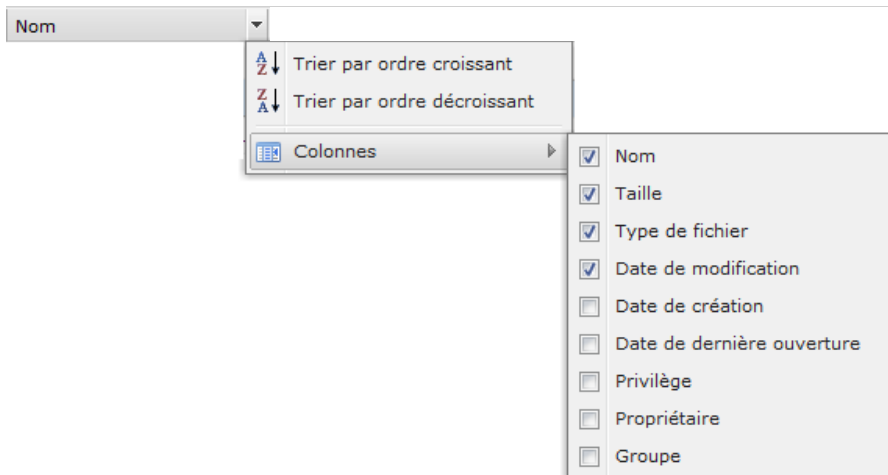 Nom
Trier par ordre croissant
Trier par ordre décroissant
Colonnes
Nom
Taille
Type de fichier
Date de modification
Date de création
Date de dernière ouverture
Privilège
Propriétaire
Groupe